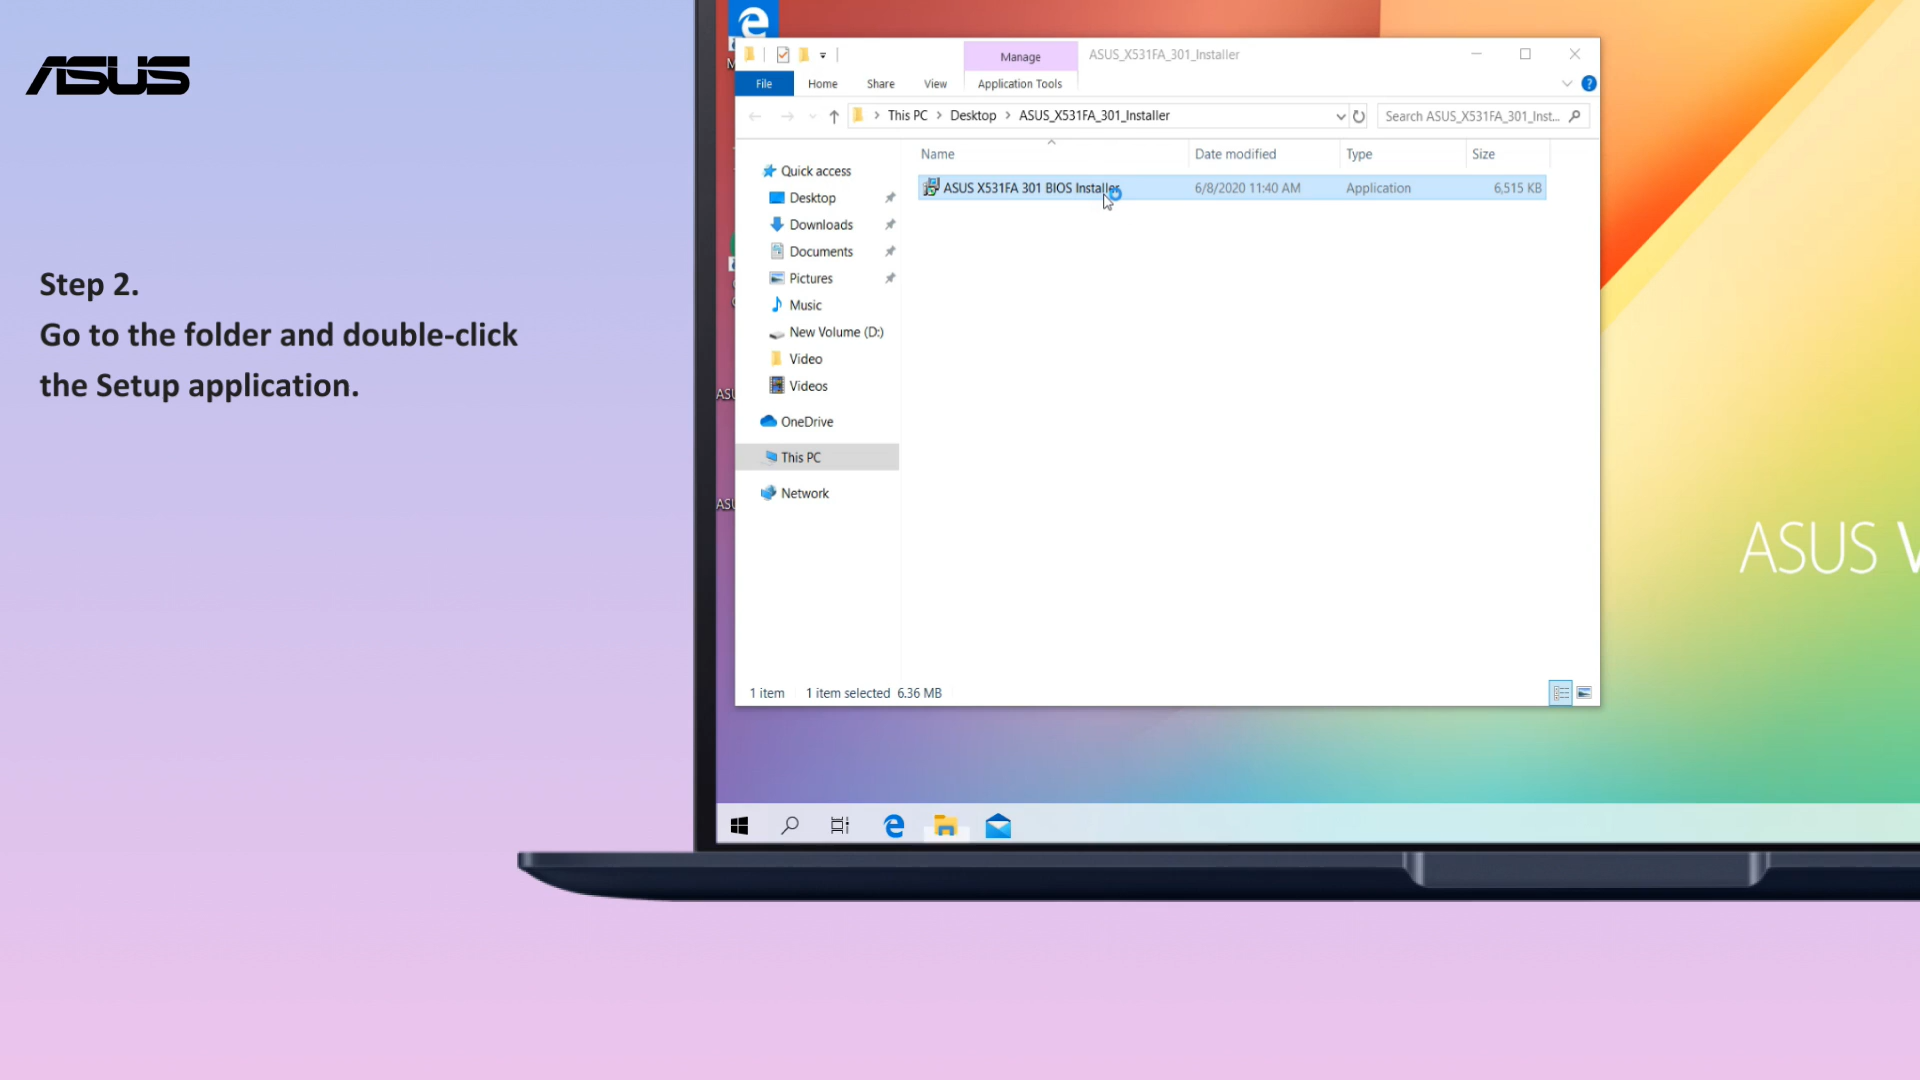 ASUS
Step 2.
Go to the folder and double-click
the Setup application.
Manage
ASUS_X531FA_301_Installer
File
Home
Share
View
Application Tools
This PC
Desktop
ASUS_X531FA_301_Installer
Search ASUS_X531FA_301_Inst...
Name
Date modified
Type
Size
ASUS X531FA 301 BIOS Installer
6/8/2020 11:40 AM
Application
6,515 KB
Quick access
Desktop
Downloads
Documents
Pictures
Music
New Volume (D:)
Video
Videos
OneDrive
This PC
Network
1 item
1 item selected 6.36 MB
ASUS V